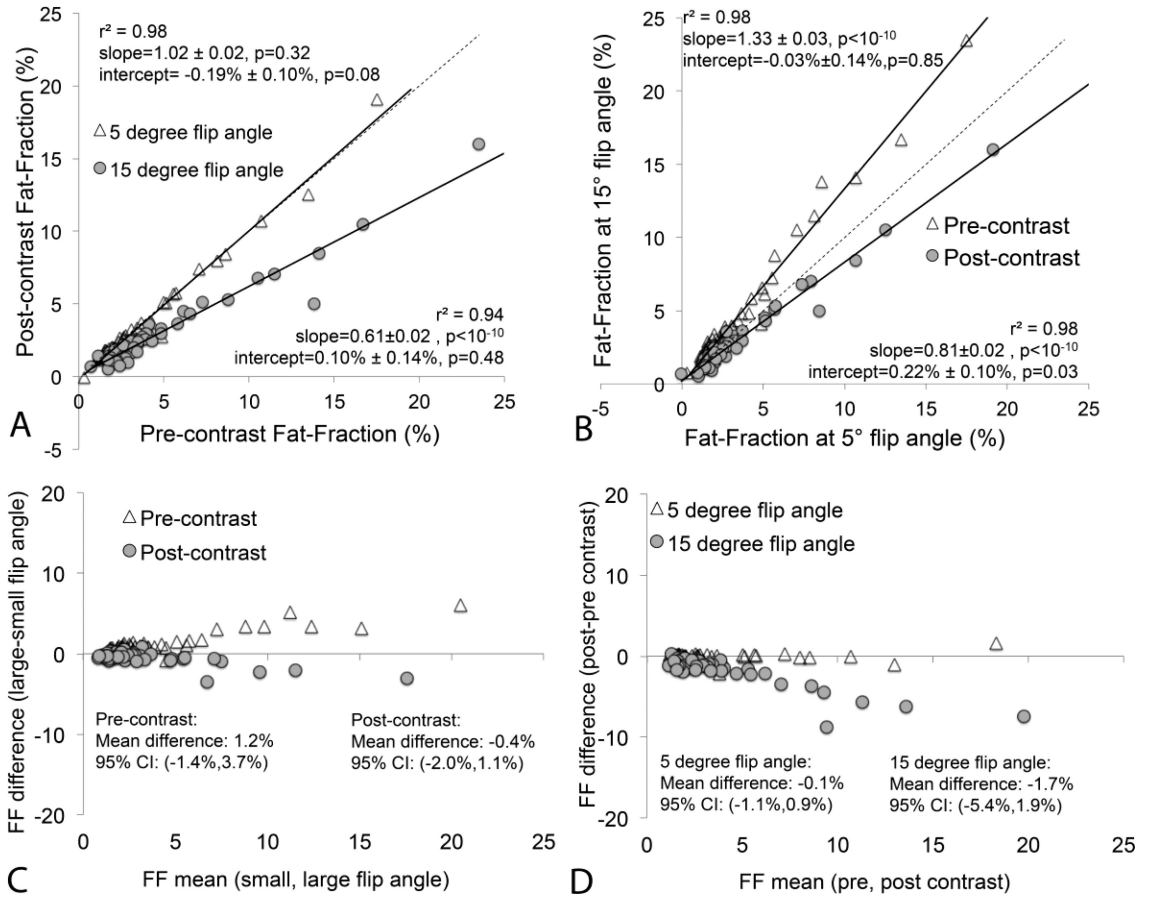 25
20
15
10
5
0
-5
Post-contrast Fat-Fraction (%)
r² = 0.98
slope=1.02 ± 0.02, p=0.32
intercept= -0.19% ± 0.10%, p=0.08
5 degree flip angle
15 degree flip angle
r² = 0.94
slope=0.61±0.02 , p<10⁻¹⁰
intercept=0.10% ± 0.14%, p=0.48
0 5 10 15 20 25
Pre-contrast Fat-Fraction (%)
A
25
20
15
10
5
0
Fat-Fraction at 15° flip angle (%)
r² = 0.98
slope=1.33 ± 0.03, p<10⁻¹⁰
intercept=-0.03%±0.14%,p=0.85
Pre-contrast
Post-contrast
r² = 0.98
slope=0.81±0.02 , p<10⁻¹⁰
intercept=0.22% ± 0.10%, p=0.03
-5 0 5 10 15 20 25
Fat-Fraction at 5° flip angle (%)
B
20
10
0
-10
-20
FF difference (large-small flip angle)
Pre-contrast
Post-contrast
Pre-contrast:
Mean difference: 1.2%
95% CI: (-1.4%,3.7%)
Post-contrast:
Mean difference: -0.4%
95% CI: (-2.0%,1.1%)
0 5 10 15 20 25
FF mean (small, large flip angle)
C
20
10
0
-10
-20
FF difference (post-pre contrast)
5 degree flip angle
15 degree flip angle
5 degree flip angle:
Mean difference: -0.1%
95% CI: (-1.1%,0.9%)
15 degree flip angle:
Mean difference: -1.7%
95% CI: (-5.4%,1.9%)
0 5 10 15 20 25
FF mean (pre, post contrast)
D